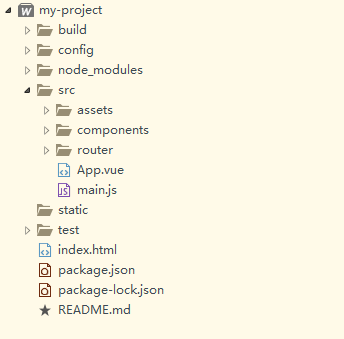 my-project
build
config
node_modules
src
assets
components
router
App.vue
main.js
static
test
index.html
package.json
package-lock.json
README.md